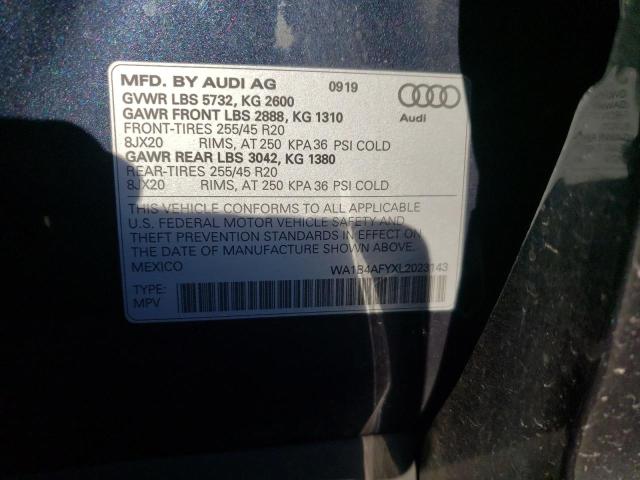 MFD. BY AUDI AG 0919
GVWR LBS 5732, KG 2600
GAWR FRONT LBS 2888, KG 1310
FRONT-TIRES 255/45 R20
8JX20 RIMS, AT 250 KPA 36 PSI COLD
GAWR REAR LBS 3042, KG 1380
REAR-TIRES 255/45 R20
8JX20 RIMS, AT 250 KPA 36 PSI COLD
Audi
THIS VEHICLE CONFORMS TO ALL APPLICABLE
U.S. FEDERAL MOTOR VEHICLE SAFETY AND
THEFT PREVENTION STANDARDS IN EFFECT ON
THE DATE OF MANUFACTURE SHOWN ABOVE.
MEXICO WA1B4AFYXL2023143
TYPE:
MPV